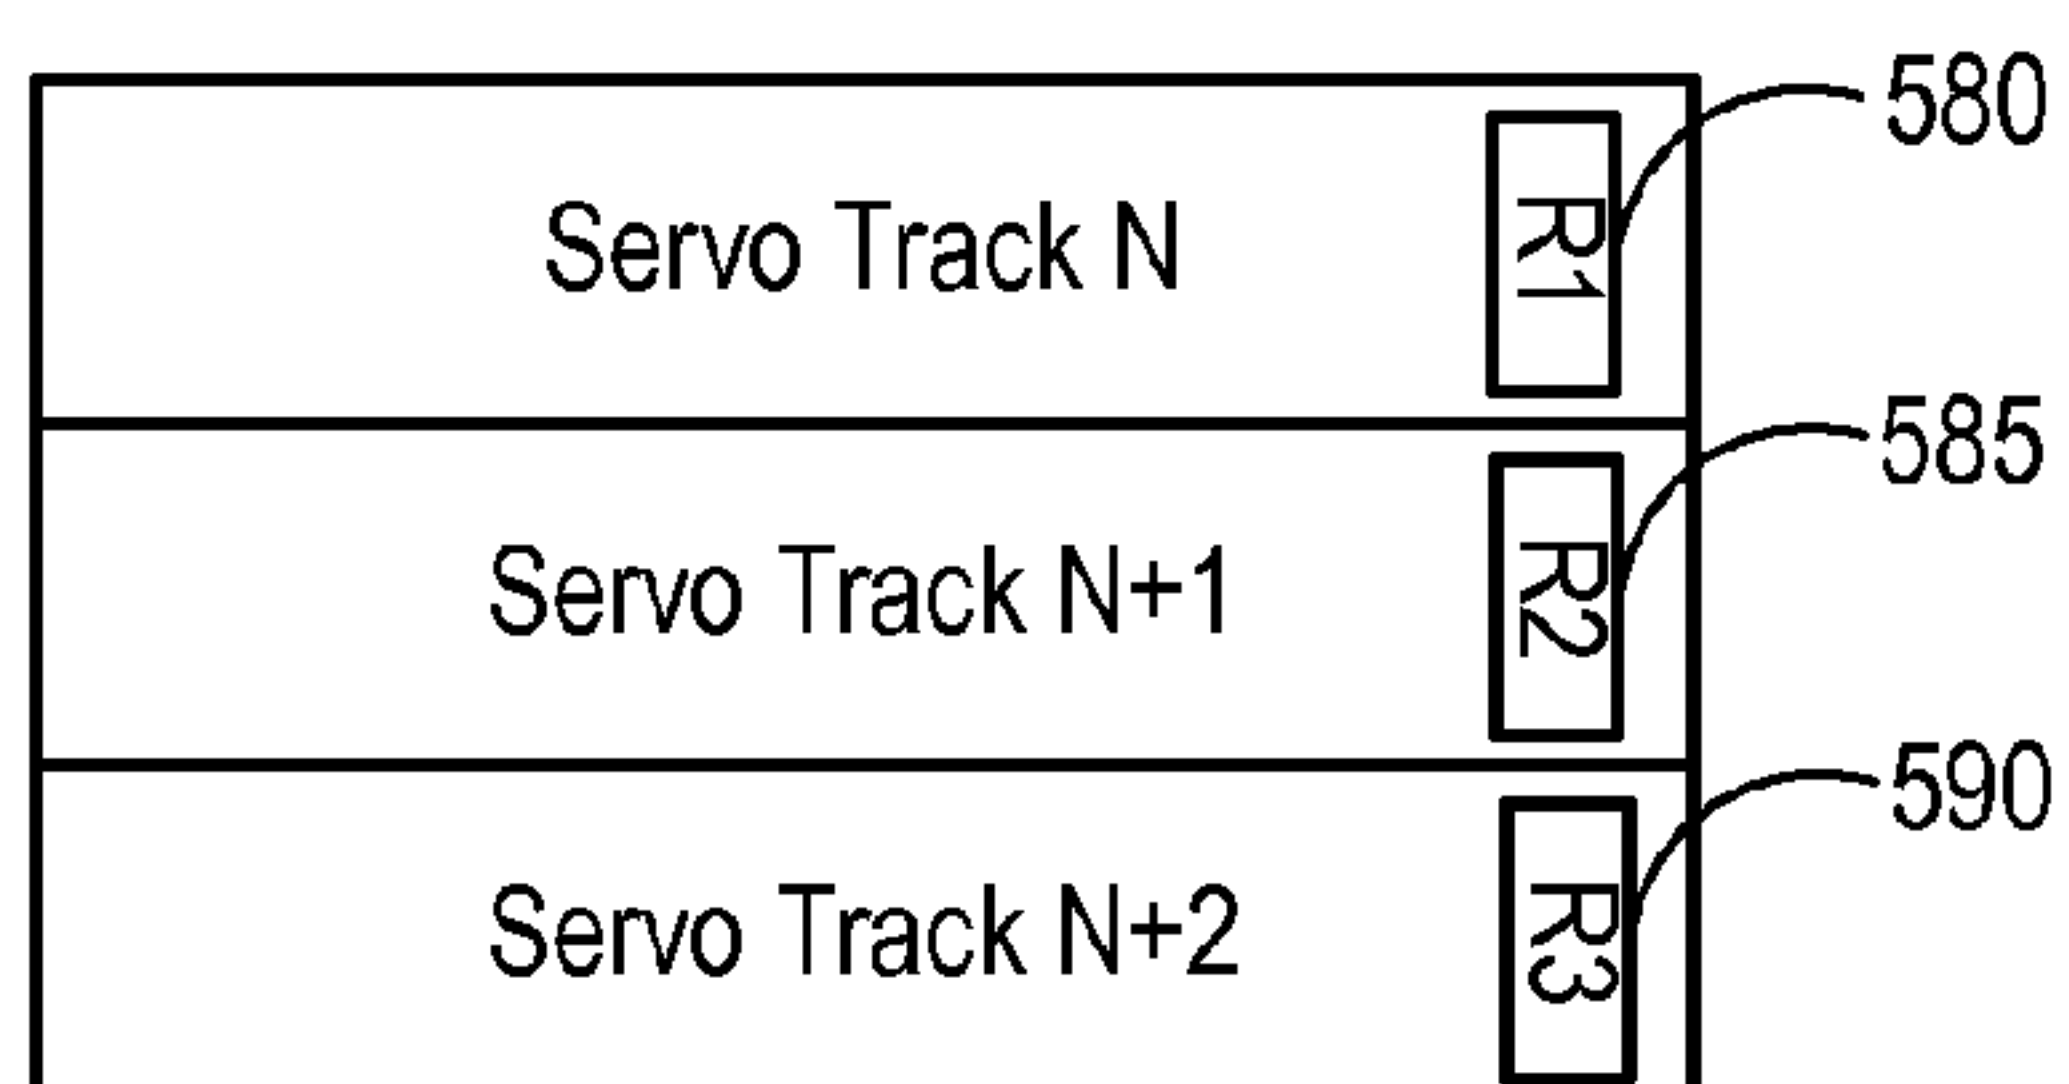 580
Servo Track N
R1
585
Servo Track N+1
R2
590
Servo Track N+2
R3